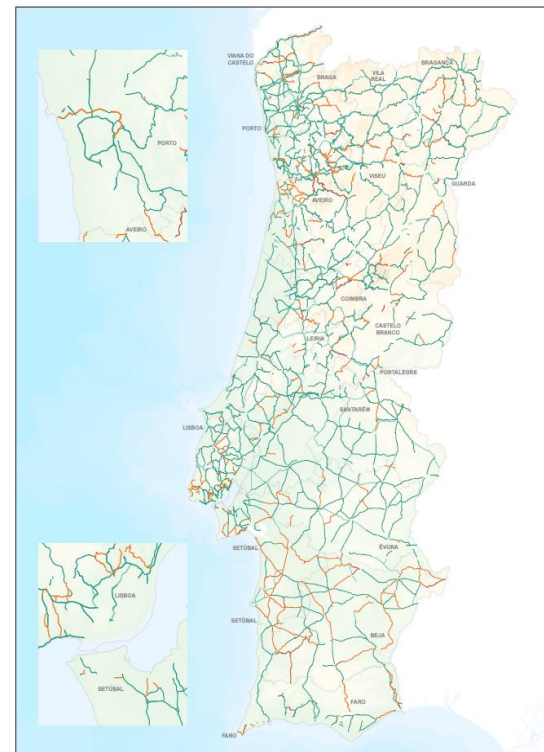 VIANA DO
CASTELO
BRAGA
VILA
REAL
BRAGANÇA
PORTO
PORTO
VISEU
GUARDA
AVEIRO
AVEIRO
COIMBRA
CASTELO
BRANCO
LEIRIA
PORTALEGRE
SANTARÉM
LISBOA
SETÚBAL
ÉVORA
LISBOA
SETÚBAL
BEJA
SETÚBAL
FARO
FARO